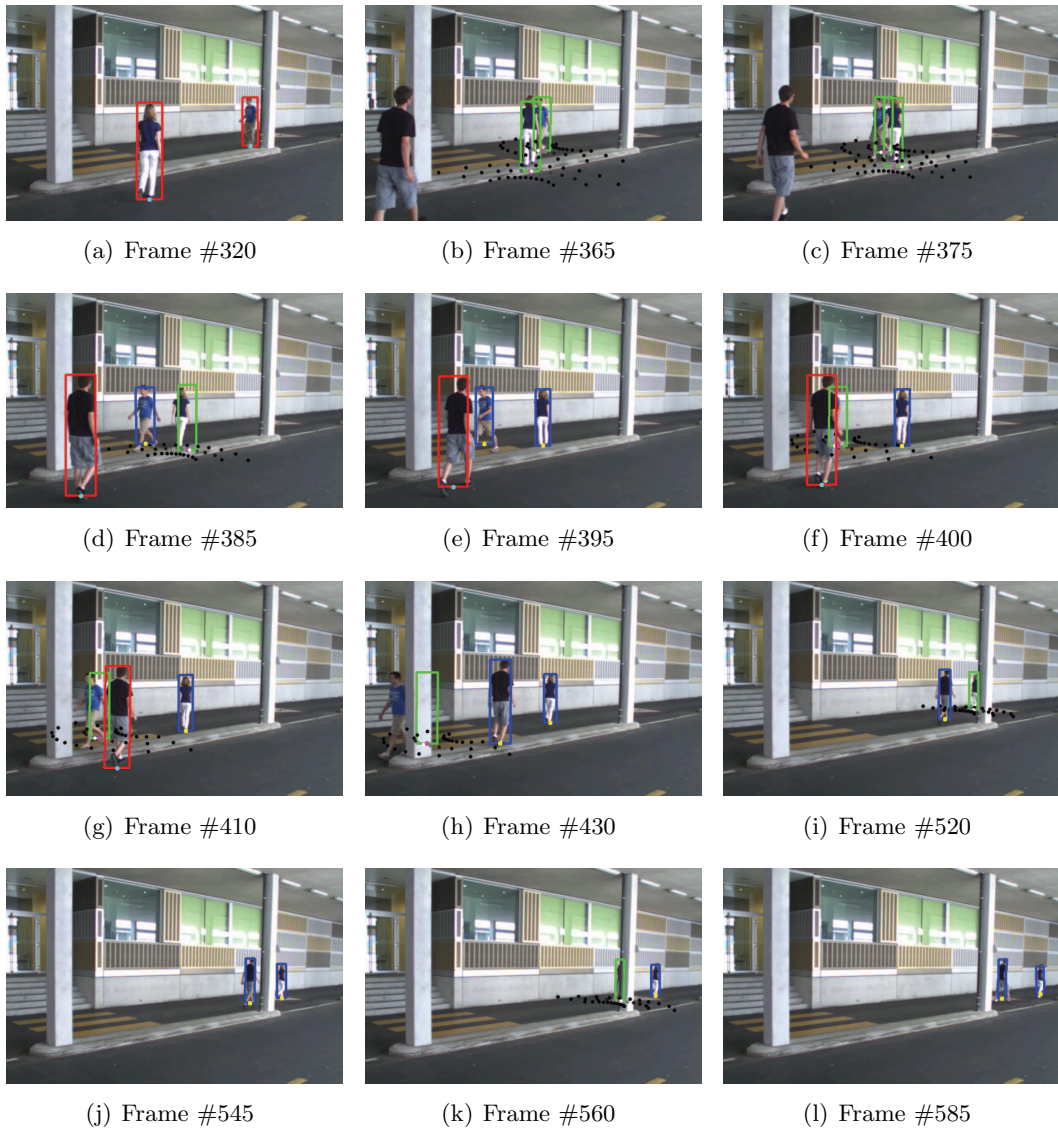 (a) Frame #320
(b) Frame #365
(c) Frame #375
(d) Frame #385
(e) Frame #395
(f) Frame #400
(g) Frame #410
(h) Frame #430
(i) Frame #520
(j) Frame #545
(k) Frame #560
(l) Frame #585